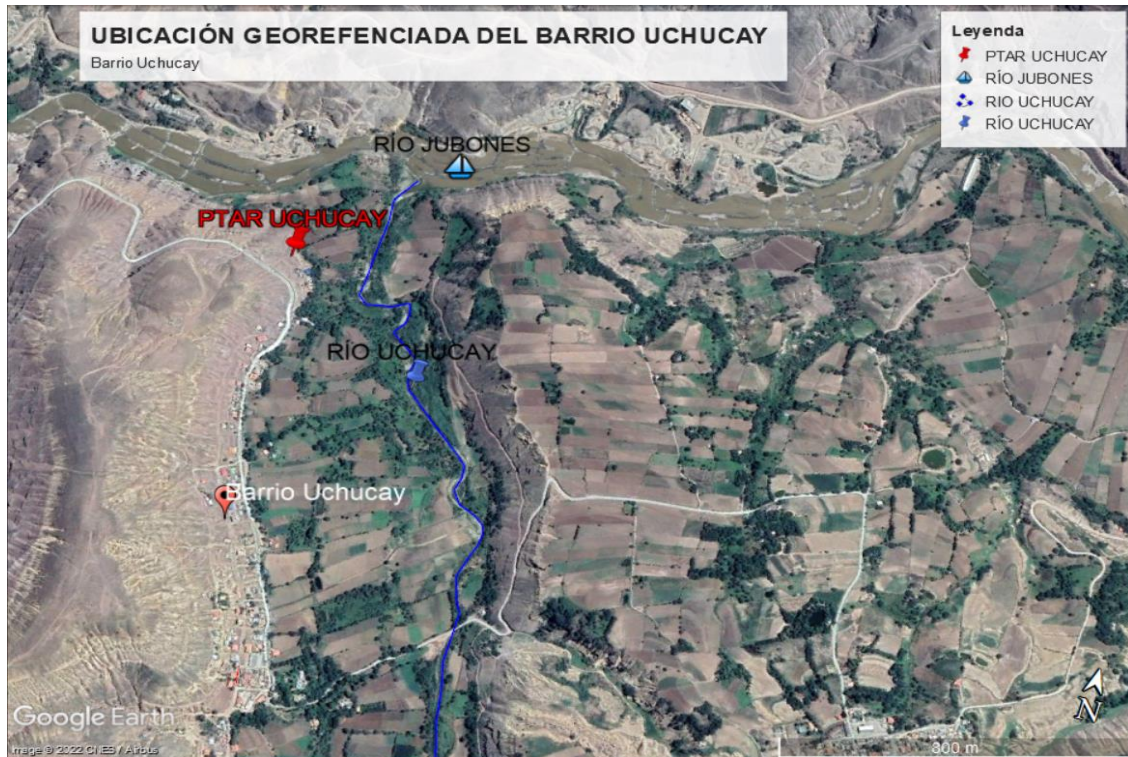 UBICACIÓN GEOREFENCIADA DEL BARRIO UCHUCAY
Barrio Uchucay
Leyenda
PTAR UCHUCAY
RÍO JUBONES
RIO UCHUCAY
RÍO UCHUCAY
RÍO JUBONES
PTAR UCHUCAY
RÍO UCHUCAY
Barrio Uchucay
N
Google Earth
Image © 2022 CNES / Airbus
300 m